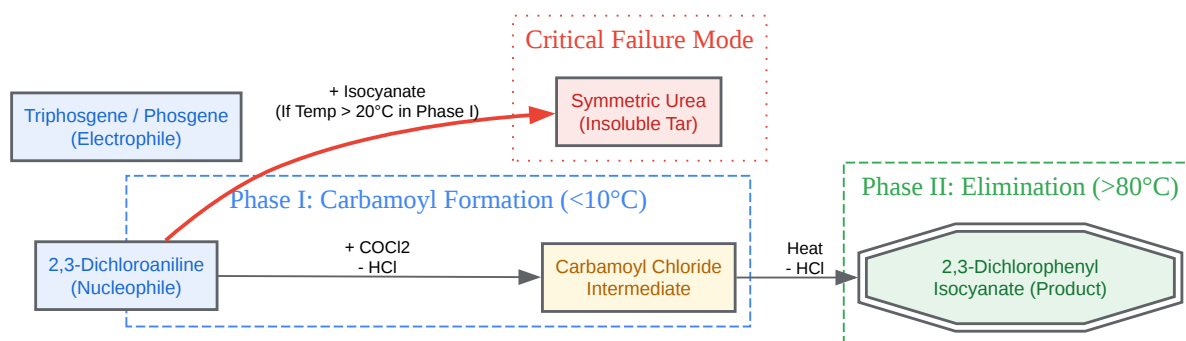 Critical Failure Mode
+ Isocyanate
(If Temp > 20°C in Phase I)
Symmetric Urea
(Insoluble Tar)
Triphosgene / Phosgene
(Electrophile)
Phase I: Carbamoyl Formation (<10°C)
Phase II: Elimination (>80°C)
2,3-Dichloroaniline
(Nucleophile)
+ COCl2
- HCl
Carbamoyl Chloride
Intermediate
Heat
- HCl
2,3-Dichlorophenyl
Isocyanate (Product)